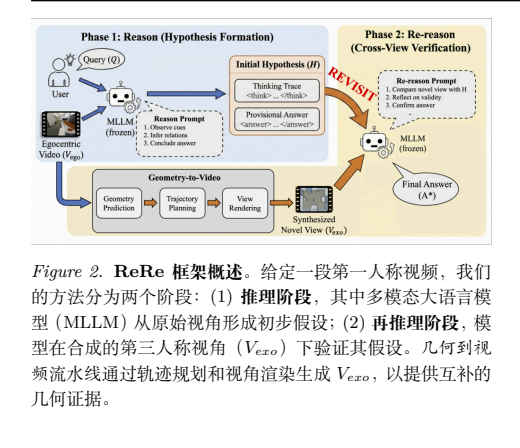 Phase 1: Reason (Hypothesis Formation)
Query (Q)
User
Egocentric
Video (V_ego)
MLLM
(frozen)
Reason Prompt
1. Observe cues
2. Infer relations
3. Conclude answer
Initial Hypothesis (H)
Thinking Trace
<think> ... </think>
Provisional Answer
<answer> ... </answer>
REVISIT
Phase 2: Re-reason
(Cross-View Verification)
Re-reason Prompt
1. Compare novel view with H
2. Reflect on validity
3. Confirm answer
MLLM
(frozen)
Final Answer
(A*)
Geometry-to-Video
Geometry
Prediction
Trajectory
Planning
View
Rendering
Synthesized
Novel View (V_exo)
Figure 2. ReRe 框架概述。给定一段第一人称视频，我们
的方法分为两个阶段：(1) 推理阶段，其中多模态大语言模
型（MLLM）从原始视角形成初步假设；(2) 再推理阶段，模
型在合成的第三人称视角（V_exo）下验证其假设。几何到视
频流水线通过轨迹规划和视角渲染生成 V_exo，以提供互补的
几何证据。